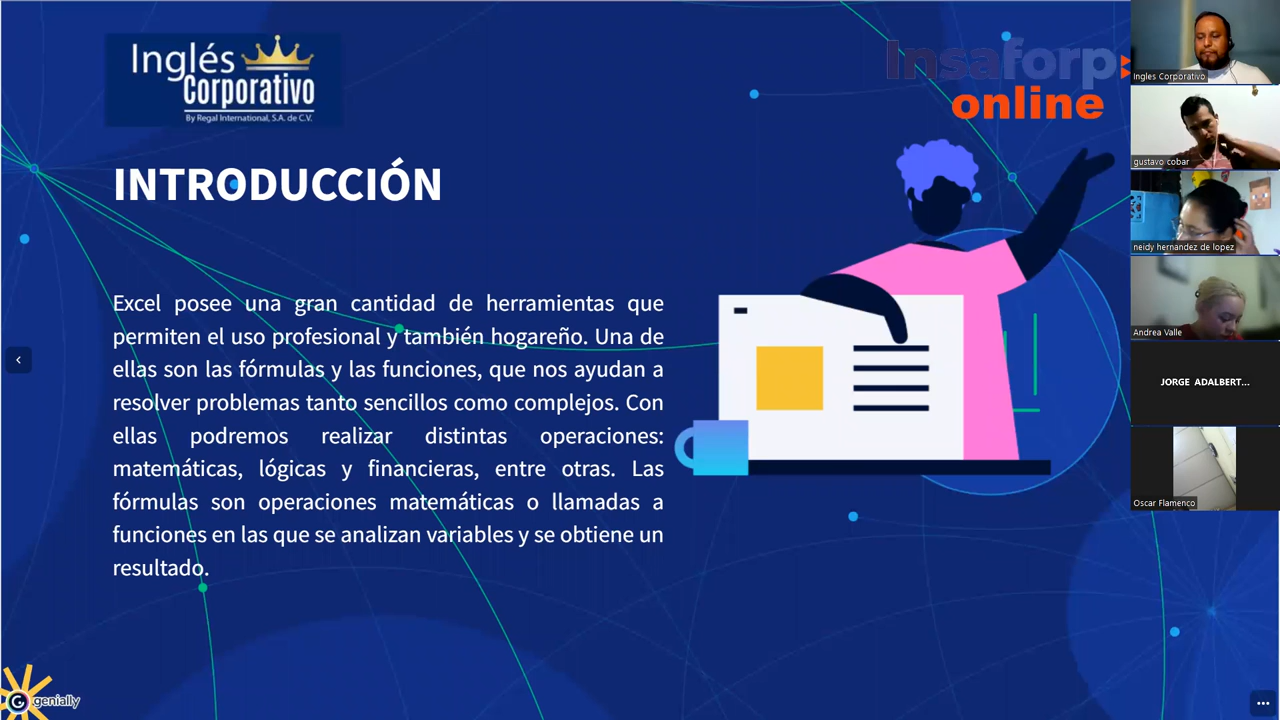 Inglés
Corporativo
By Regal International, S.A. de C.V.
Insaforp
online
INTRODUCCIÓN
Excel posee una gran cantidad de herramientas que
permiten el uso profesional y también hogareño. Una de
ellas son las fórmulas y las funciones, que nos ayudan a
resolver problemas tanto sencillos como complejos. Con
ellas podremos realizar distintas operaciones:
matemáticas, lógicas y financieras, entre otras. Las
fórmulas son operaciones matemáticas o llamadas a
funciones en las que se analizan variables y se obtiene un
resultado.
genially
Ingles Corporativo
gustavo cobar
neidy hernandez de lopez
Andrea Valle
JORGE ADALBERT...
Oscar Flamenco